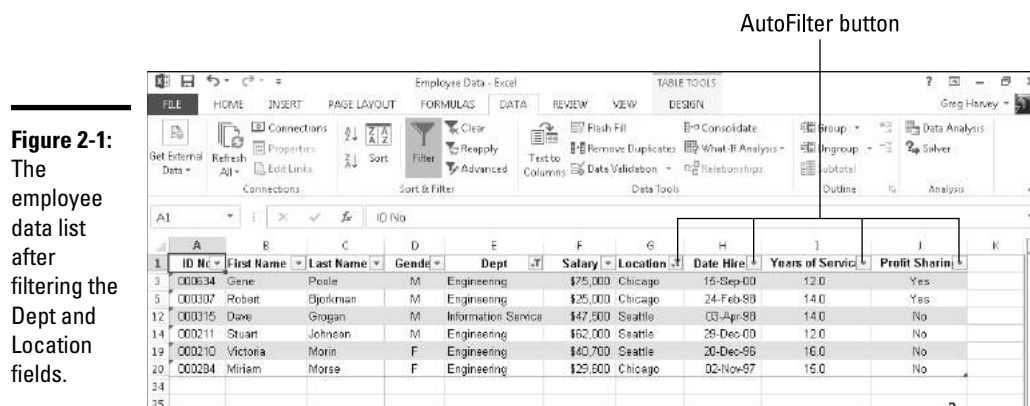 AutoFilter button
Figure 2-1:
The
employee
data list
after
filtering the
Dept and
Location
fields.
Employee Data - Excel
TABLE TOOLS
FILE HOME INSERT PAGE LAYOUT FORMULAS DATA REVIEW VIEW DESIGN Greg Harvey
Get External Data
Refresh All
Connections
Properties
Edit Links
Connections
Sort
Filter
Clear
Reapply
Advanced
Sort & Filter
Text to Columns
Flash Fill
Remove Duplicates
Data Validation
Consolidate
What-If Analysis
Relationships
Data Tools
Group
Ungroup
Subtotal
Outline
Data Analysis
Solver
Analysis
A1 fx ID No
A B C D E F G H I J K
1 ID Nc First Name Last Name Gende Dept Salary Location Date Hire Years of Servic Profit Sharin
3 000634 Gene Poole M Engineering $75,000 Chicago 15-Sep-00 12.0 Yes
5 000307 Robert Bjorkman M Engineering $25,000 Chicago 24-Feb-98 14.0 Yes
12 000315 Dave Grogan M Information Service $47,500 Seattle 03-Apr-98 14.0 No
14 000211 Stuart Johnson M Engineering $62,000 Seattle 29-Dec-00 12.0 No
19 000210 Victoria Morin F Engineering $40,700 Seattle 20-Dec-96 16.0 No
20 000284 Miriam Morse F Engineering $29,600 Chicago 02-Nov-97 15.0 No
34
35